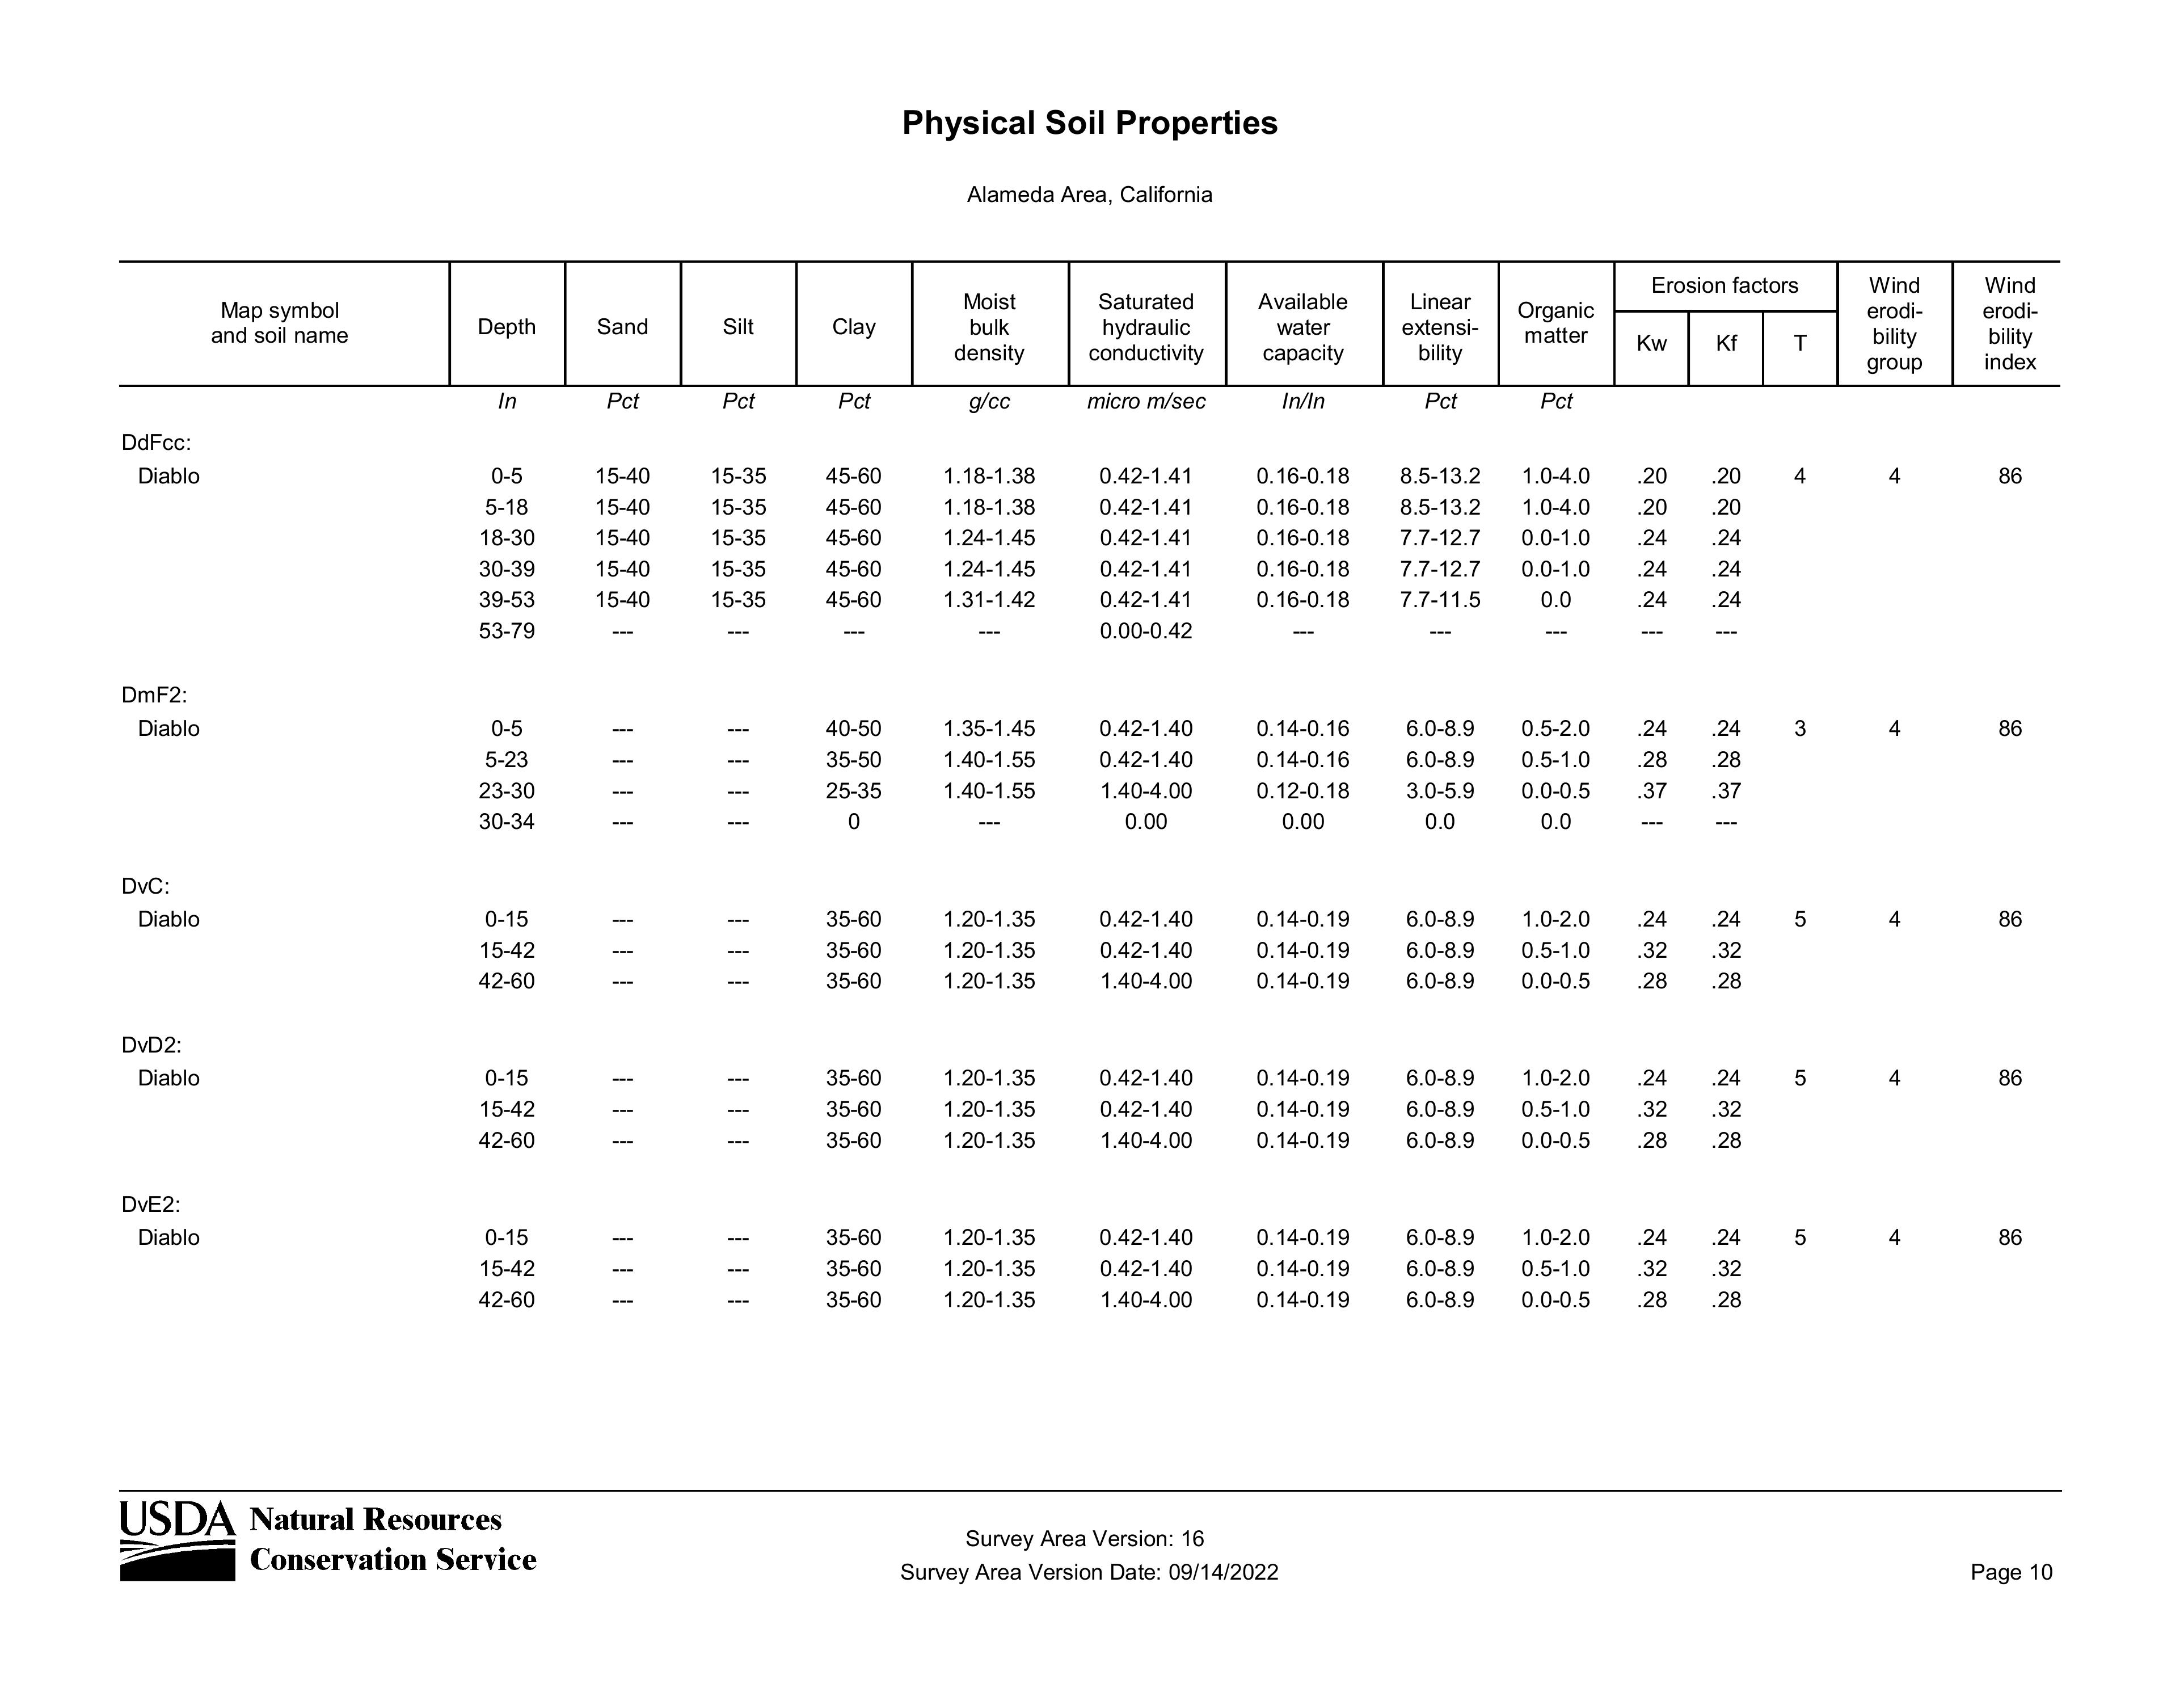 Physical Soil Properties
Alameda Area, California
Map symbol and soil name Depth Sand Silt Clay Moist bulk density Saturated hydraulic conductivity Available water capacity Linear extensi- bility Organic matter Erosion factors Kw Kf T Wind erodi- bility group Wind erodi- bility index
In Pct Pct Pct g/cc micro m/sec In/In Pct Pct
DdFcc:
Diablo 0-5 15-40 15-35 45-60 1.18-1.38 0.42-1.41 0.16-0.18 8.5-13.2 1.0-4.0 .20 .20 4 4 86
5-18 15-40 15-35 45-60 1.18-1.38 0.42-1.41 0.16-0.18 8.5-13.2 1.0-4.0 .20 .20
18-30 15-40 15-35 45-60 1.24-1.45 0.42-1.41 0.16-0.18 7.7-12.7 0.0-1.0 .24 .24
30-39 15-40 15-35 45-60 1.24-1.45 0.42-1.41 0.16-0.18 7.7-12.7 0.0-1.0 .24 .24
39-53 15-40 15-35 45-60 1.31-1.42 0.42-1.41 0.16-0.18 7.7-11.5 0.0 .24 .24
53-79 --- --- --- --- 0.00-0.42 --- --- --- --- ---
DmF2:
Diablo 0-5 --- --- 40-50 1.35-1.45 0.42-1.40 0.14-0.16 6.0-8.9 0.5-2.0 .24 .24 3 4 86
5-23 --- --- 35-50 1.40-1.55 0.42-1.40 0.14-0.16 6.0-8.9 0.5-1.0 .28 .28
23-30 --- --- 25-35 1.40-1.55 1.40-4.00 0.12-0.18 3.0-5.9 0.0-0.5 .37 .37
30-34 --- --- 0 --- 0.00 0.00 0.0 0.0 --- ---
DvC:
Diablo 0-15 --- --- 35-60 1.20-1.35 0.42-1.40 0.14-0.19 6.0-8.9 1.0-2.0 .24 .24 5 4 86
15-42 --- --- 35-60 1.20-1.35 0.42-1.40 0.14-0.19 6.0-8.9 0.5-1.0 .32 .32
42-60 --- --- 35-60 1.20-1.35 1.40-4.00 0.14-0.19 6.0-8.9 0.0-0.5 .28 .28
DvD2:
Diablo 0-15 --- --- 35-60 1.20-1.35 0.42-1.40 0.14-0.19 6.0-8.9 1.0-2.0 .24 .24 5 4 86
15-42 --- --- 35-60 1.20-1.35 0.42-1.40 0.14-0.19 6.0-8.9 0.5-1.0 .32 .32
42-60 --- --- 35-60 1.20-1.35 1.40-4.00 0.14-0.19 6.0-8.9 0.0-0.5 .28 .28
DvE2:
Diablo 0-15 --- --- 35-60 1.20-1.35 0.42-1.40 0.14-0.19 6.0-8.9 1.0-2.0 .24 .24 5 4 86
15-42 --- --- 35-60 1.20-1.35 0.42-1.40 0.14-0.19 6.0-8.9 0.5-1.0 .32 .32
42-60 --- --- 35-60 1.20-1.35 1.40-4.00 0.14-0.19 6.0-8.9 0.0-0.5 .28 .28
USDA Natural Resources
Conservation Service
Survey Area Version: 16
Survey Area Version Date: 09/14/2022
Page 10